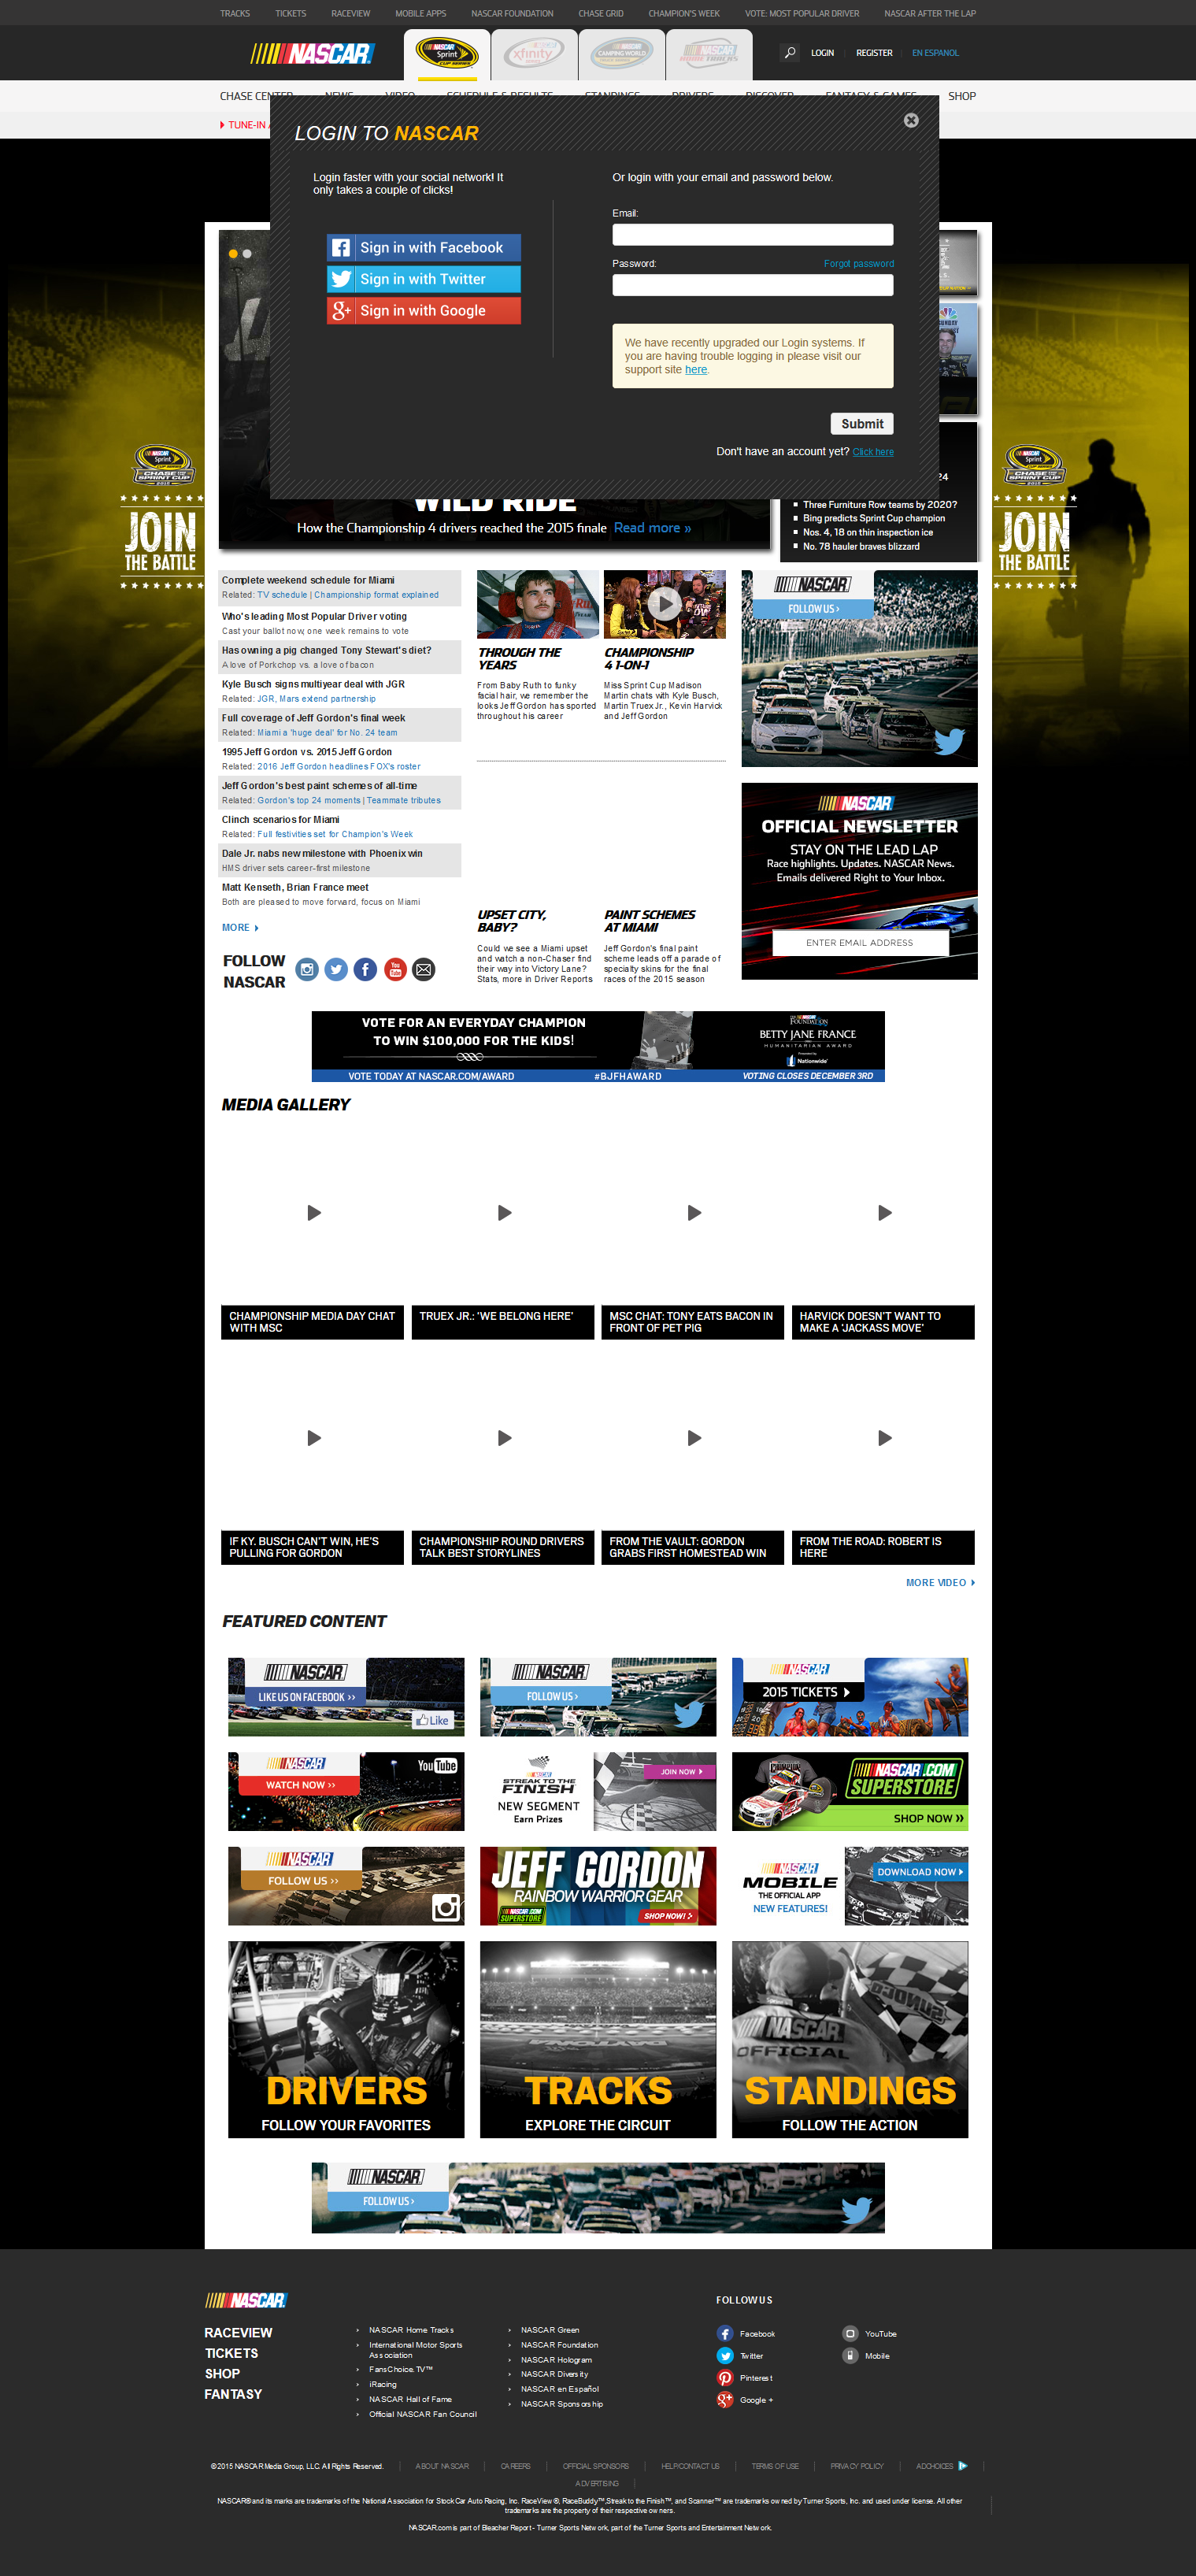 TRACKS TICKETS RACEVIEW MOBILE APPS NASCAR FOUNDATION CHASE GRID CHAMPION'S WEEK VOTE: MOST POPULAR DRIVER NASCAR AFTER THE LAP
NASCAR
LOGIN REGISTER EN ESPANOL
CHASE CENTER NEWS VIDEO SCHEDULE & RESULTS STANDINGS DRIVERS DISCOVER FANTASY & GAMES SHOP
TUNE-IN
LOGIN TO NASCAR
Login faster with your social network! It
only takes a couple of clicks!
Sign in with Facebook
Sign in with Twitter
Sign in with Google
Or login with your email and password below.
Email:
Password: Forgot password
We have recently upgraded our Login systems. If
you are having trouble logging in please visit our
support site here.
Submit
Don't have an account yet? Click here
JOIN
THE BATTLE
JOIN
THE BATTLE
WILD RIDE
How the Championship 4 drivers reached the 2015 finale Read more »
24
Three Furniture Row teams by 2020?
Bing predicts Sprint Cup champion
Nos. 4, 18 on thin inspection ice
No. 78 hauler braves blizzard
Complete weekend schedule for Miami
Related: TV schedule | Championship format explained
Who's leading Most Popular Driver voting
Cast your ballot now, one week remains to vote
Has owning a pig changed Tony Stewart's diet?
A love of Porkchop vs. a love of bacon
Kyle Busch signs multiyear deal with JGR
Related: JGR, Mars extend partnership
Full coverage of Jeff Gordon's final week
Related: Miami a 'huge deal' for No. 24 team
1995 Jeff Gordon vs. 2015 Jeff Gordon
Related: 2016 Jeff Gordon headlines FOX's roster
Jeff Gordon's best paint schemes of all-time
Related: Gordon's top 24 moments | Teammate tributes
Clinch scenarios for Miami
Related: Full festivities set for Champion's Week
Dale Jr. nabs new milestone with Phoenix win
HMS driver sets career-first milestone
Matt Kenseth, Brian France meet
Both are pleased to move forward, focus on Miami
MORE
FOLLOW
NASCAR
THROUGH THE
YEARS
From Baby Ruth to funky
facial hair, we remember the
looks Jeff Gordon has sported
throughout his career
CHAMPIONSHIP
4 1-ON-1
Miss Sprint Cup Madison
Martin chats with Kyle Busch,
Martin Truex Jr., Kevin Harvick
and Jeff Gordon
UPSET CITY,
BABY?
Could we see a Miami upset
and watch a non-Chaser find
their way into Victory Lane?
Stats, more in Driver Reports
PAINT SCHEMES
AT MIAMI
Jeff Gordon's final paint
scheme leads off a parade of
specialty skins for the final
races of the 2015 season
NASCAR
FOLLOW US ›
NASCAR
OFFICIAL NEWSLETTER
STAY ON THE LEAD LAP
Race highlights. Updates. NASCAR News.
Emails delivered Right to Your Inbox.
ENTER EMAIL ADDRESS
VOTE FOR AN EVERYDAY CHAMPION
TO WIN $100,000 FOR THE KIDS!
FOUNDATION
BETTY JANE FRANCE
HUMANITARIAN AWARD
Nationwide
VOTE TODAY AT NASCAR.COM/AWARD #BJFHAWARD VOTING CLOSES DECEMBER 3RD
MEDIA GALLERY
CHAMPIONSHIP MEDIA DAY CHAT
WITH MSC
TRUEX JR.: 'WE BELONG HERE'
MSC CHAT: TONY EATS BACON IN
FRONT OF PET PIG
HARVICK DOESN'T WANT TO
MAKE A 'JACKASS MOVE'
IF KY. BUSCH CAN'T WIN, HE'S
PULLING FOR GORDON
CHAMPIONSHIP ROUND DRIVERS
TALK BEST STORYLINES
FROM THE VAULT: GORDON
GRABS FIRST HOMESTEAD WIN
FROM THE ROAD: ROBERT IS
HERE
MORE VIDEO
FEATURED CONTENT
NASCAR
LIKE US ON FACEBOOK ››
Like
NASCAR
FOLLOW US ›
NASCAR
2015 TICKETS
NASCAR
WATCH NOW ››
YouTube
NASCAR
STREAK TO THE
FINISH
NEW SEGMENT
Earn Prizes
JOIN NOW
NASCAR.COM
SUPERSTORE
SHOP NOW
NASCAR
FOLLOW US ››
JEFF GORDON
RAINBOW WARRIOR GEAR
SUPERSTORE
SHOP NOW!
NASCAR
MOBILE
THE OFFICIAL APP
NEW FEATURES!
DOWNLOAD NOW
DRIVERS
FOLLOW YOUR FAVORITES
TRACKS
EXPLORE THE CIRCUIT
NASCAR
OFFICIAL
STANDINGS
FOLLOW THE ACTION
NASCAR
FOLLOW US ›
NASCAR
RACEVIEW
TICKETS
SHOP
FANTASY
NASCAR Home Tracks
International Motor Sports
Association
FansChoice.TV™
iRacing
NASCAR Hall of Fame
Official NASCAR Fan Council
NASCAR Green
NASCAR Foundation
NASCAR Hologram
NASCAR Diversity
NASCAR en Español
NASCAR Sponsorship
FOLLOW US
Facebook
Twitter
Pinterest
Google +
YouTube
Mobile
©2015 NASCAR Media Group, LLC. All Rights Reserved. ABOUT NASCAR CAREERS OFFICIAL SPONSORS HELP/CONTACT US TERMS OF USE PRIVACY POLICY ADCHOICES
ADVERTISING
NASCAR® and its marks are trademarks of the National Association for Stock Car Auto Racing, Inc. RaceView ®, RaceBuddy™,Streak to the Finish™, and Scanner™ are trademarks owned by Turner Sports, Inc. and used under license. All other
trademarks are the property of their respective owners.
NASCAR.com is part of Bleacher Report - Turner Sports Network, part of the Turner Sports and Entertainment Network.